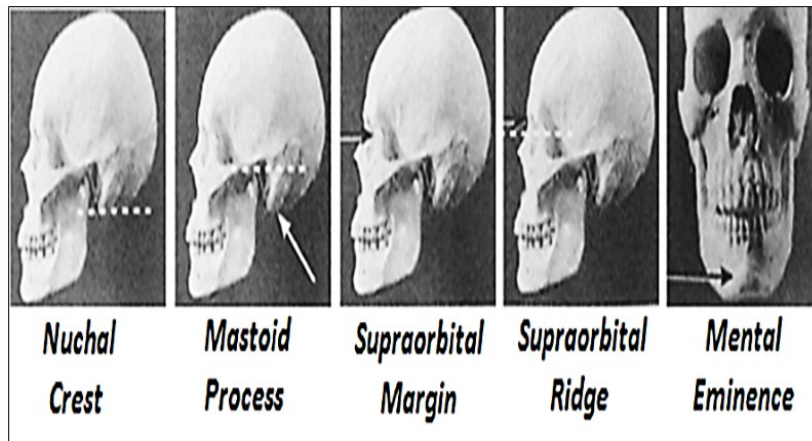 Nuchal Crest
Mastoid Process
Supraorbital Margin
Supraorbital Ridge
Mental Eminence